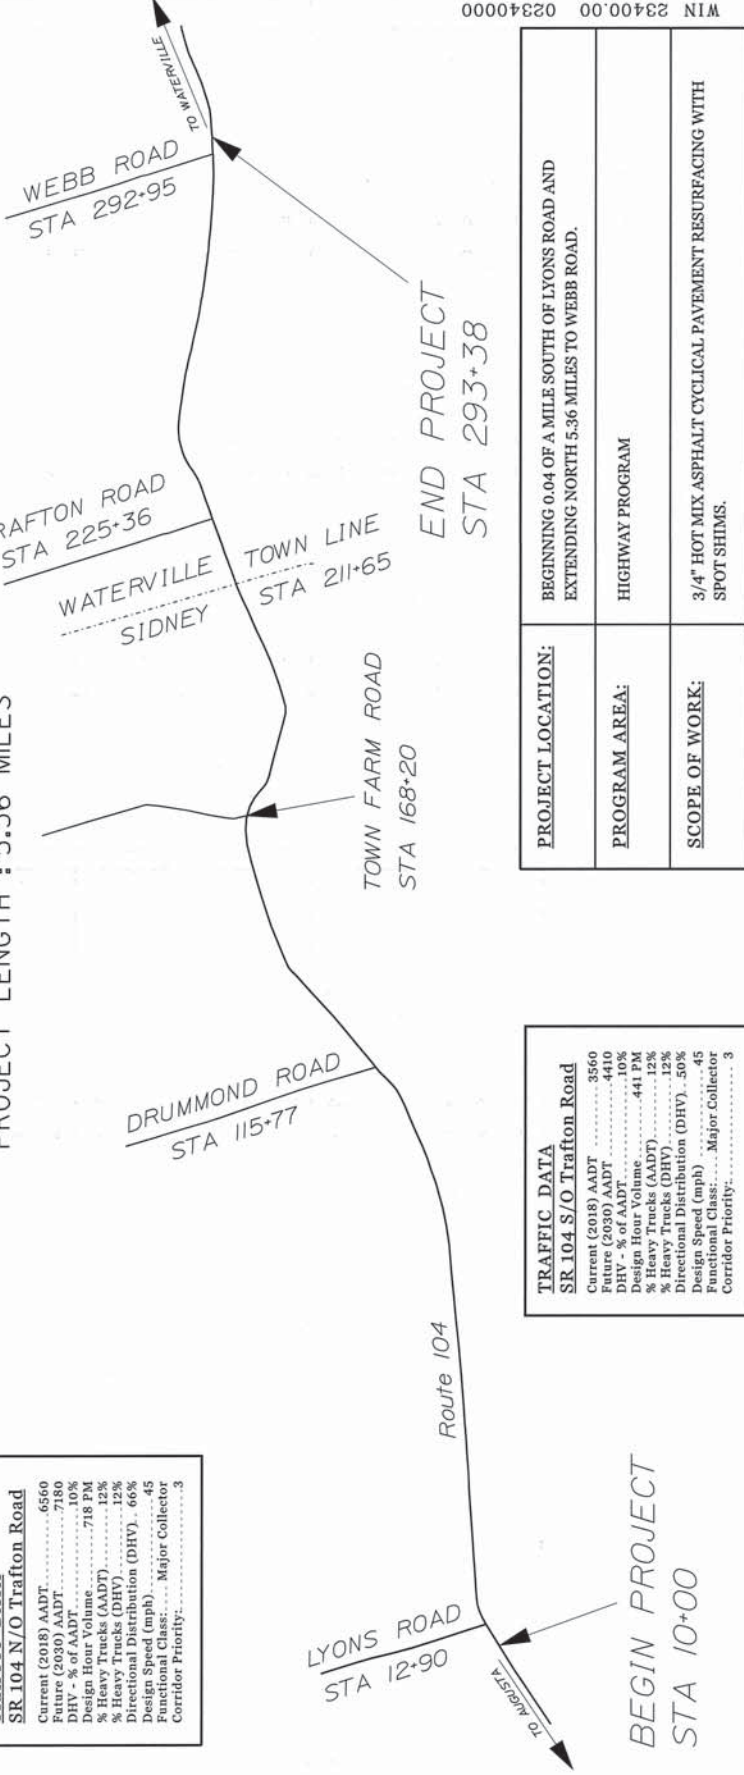 WIN 23400.00 02340000
TO WATERVILLE
WEBB ROAD
STA 292+95
END PROJECT
STA 293+38
ROAD
STA 225+36
WATERVILLE TOWN LINE
SIDNEY STA 211+65
TOWN FARM ROAD
STA 168+20
DRUMMOND ROAD
STA 115+77
Route 104
LYONS ROAD
STA 12+90
TO AUGUSTA
BEGIN PROJECT
STA 10+00
PROJECT LENGTH : 5.36 MILES
PROJECT LOCATION: BEGINNING 0.04 OF A MILE SOUTH OF LYONS ROAD AND
EXTENDING NORTH 5.36 MILES TO WEBB ROAD.
PROGRAM AREA: HIGHWAY PROGRAM
SCOPE OF WORK: 3/4" HOT MIX ASPHALT CYCLICAL PAVEMENT RESURFACING WITH
SPOT SHIMS.
SR 104 N/O Trafton Road
Current (2018) AADT 6560
Future (2030) AADT 7180
DHV - % of AADT 10%
Design Hour Volume 718 PM
% Heavy Trucks (AADT) 12%
% Heavy Trucks (DHV) 12%
Directional Distribution (DHV) 66%
Design Speed (mph) 45
Functional Class: Major Collector
Corridor Priority: 3
TRAFFIC DATA
SR 104 S/O Trafton Road
Current (2018) AADT 3560
Future (2030) AADT 4410
DHV - % of AADT 10%
Design Hour Volume 441 PM
% Heavy Trucks (AADT) 12%
% Heavy Trucks (DHV) 12%
Directional Distribution (DHV) 50%
Design Speed (mph) 45
Functional Class: Major Collector
Corridor Priority: 3